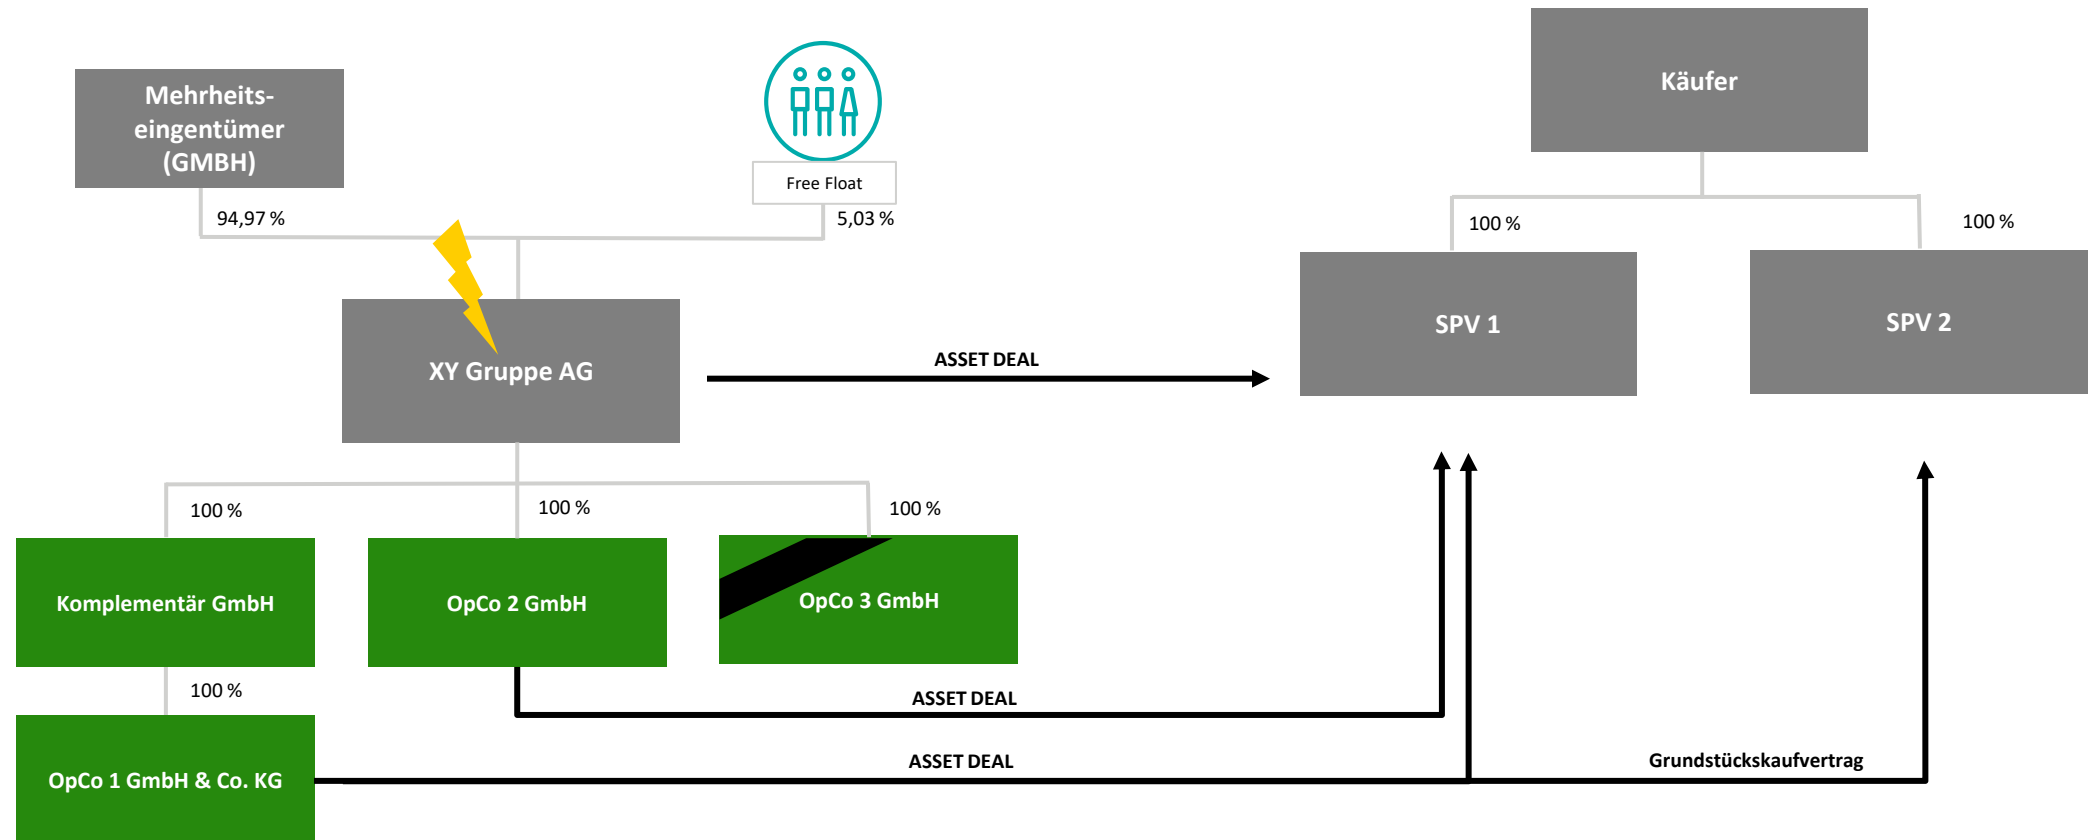 Mehrheits-
eingentümer
(GMBH)
Free Float
Käufer
94,97 %
5,03 %
100 %
100 %
XY Gruppe AG
ASSET DEAL
SPV 1
SPV 2
100 %
100 %
100 %
Komplementär GmbH
OpCo 2 GmbH
OpCo 3 GmbH
100 %
ASSET DEAL
OpCo 1 GmbH & Co. KG
ASSET DEAL
Grundstückskaufvertrag